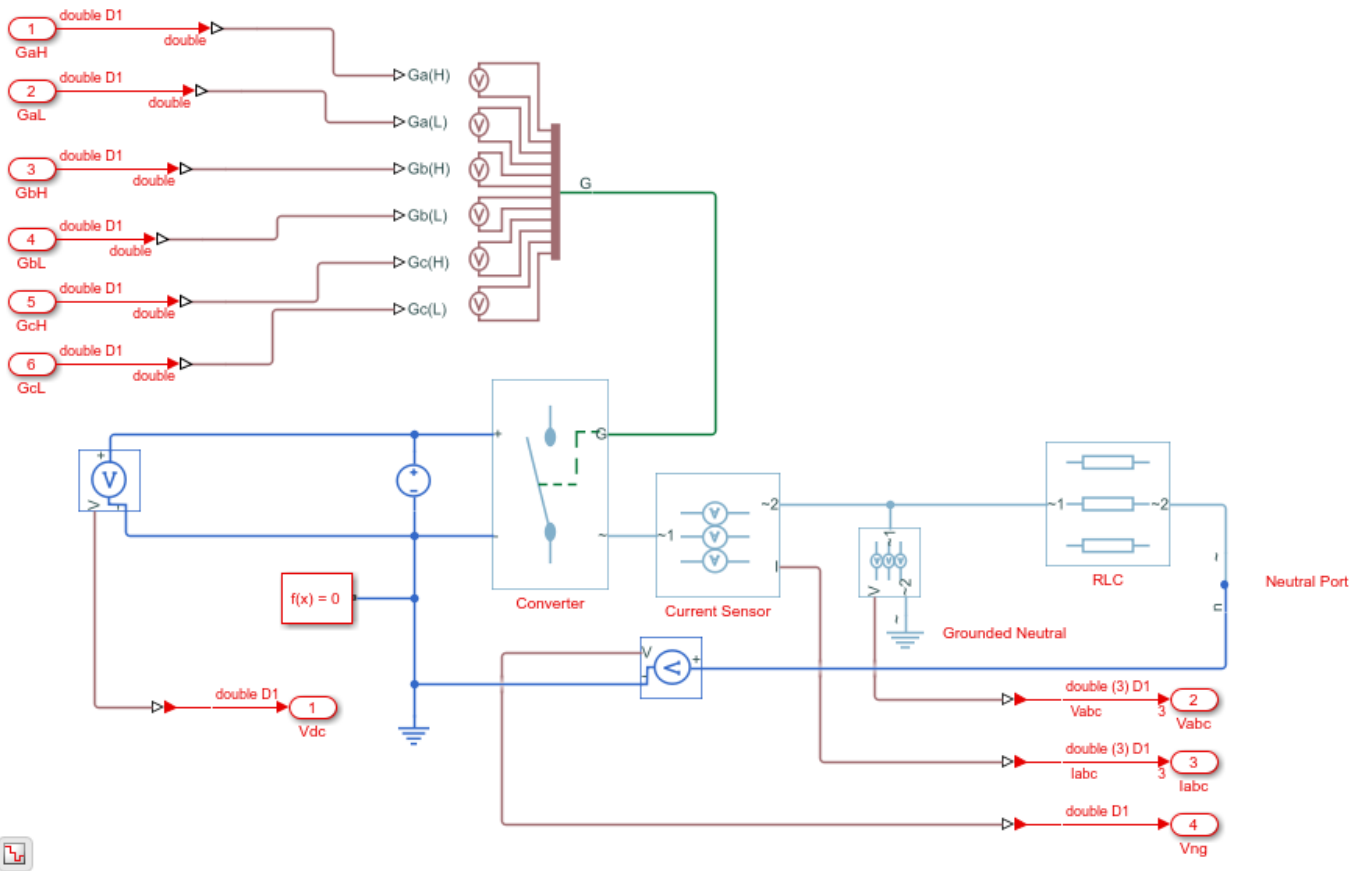 double D1
1
double
GaH
double D1
2
double
GaL
double D1
3
double
GbH
double D1
4
double
GbL
double D1
5
double
GcH
double D1
6
double
GcL
Ga(H)
Ga(L)
Gb(H)
Gb(L)
Gc(H)
Gc(L)
V
V
V
V
V
V
G
+
V
V
+
-
+
-
G
~
Converter
~1
~2
V
V
V
I
Current Sensor
~1
V V V
V
~2
~
Grounded Neutral
~1
~2
RLC
~
n
Neutral Port
f(x) = 0
V
V
+
double D1
1
Vdc
double (3) D1
Vabc
3
2
Vabc
double (3) D1
Iabc
3
3
Iabc
double D1
4
Vng